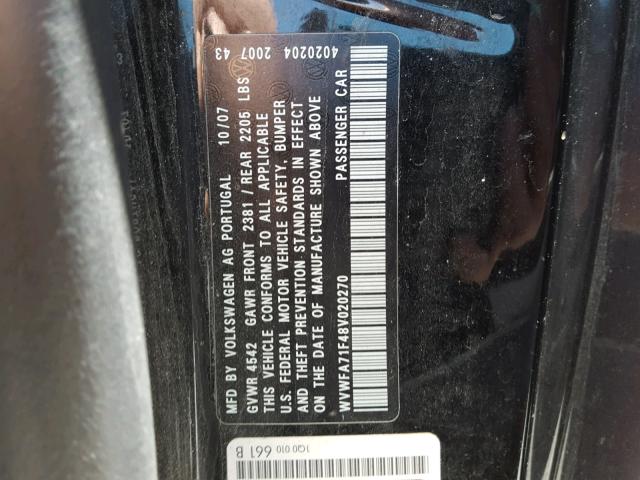 MFD BY VOLKSWAGEN AG PORTUGAL 10/07 2007 43 4020204
GVWR 4542 GAWR FRONT 2381 / REAR 2205 LBS
THIS VEHICLE CONFORMS TO ALL APPLICABLE
U.S. FEDERAL MOTOR VEHICLE SAFETY, BUMPER
AND THEFT PREVENTION STANDARDS IN EFFECT
ON THE DATE OF MANUFACTURE SHOWN ABOVE
WVWFA71F48V020270 PASSENGER CAR
1Q0 010 661 B